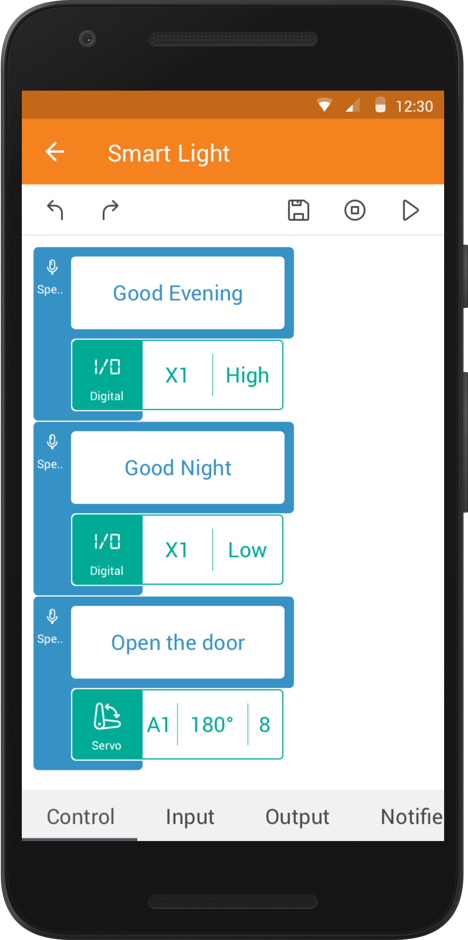 12:30
Smart Light
Spe..
Good Evening
I/O
Digital
X1
High
Spe..
Good Night
I/O
Digital
X1
Low
Spe..
Open the door
Servo
A1
180°
8
Control
Input
Output
Notifie